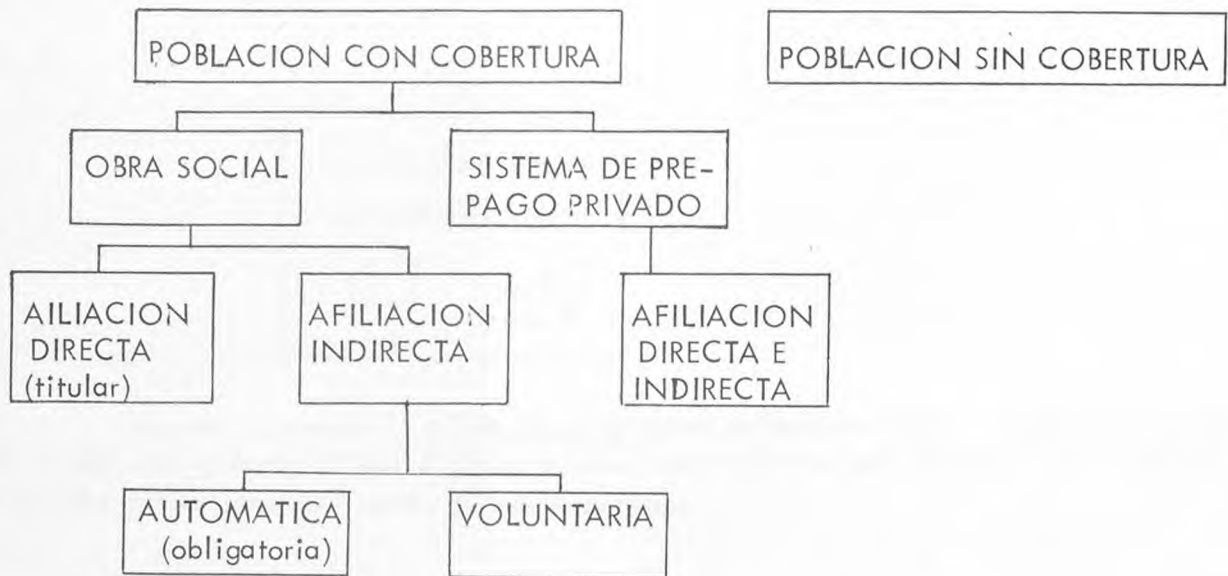 POBLACION CON COBERTURA
POBLACION SIN COBERTURA
OBRA SOCIAL
SISTEMA DE PRE-
PAGO PRIVADO
AILIACION
DIRECTA
(titular)
AFILIACION
INDIRECTA
AFILIACION
DIRECTA E
INDIRECTA
AUTOMATICA
(obligatoria)
VOLUNTARIA